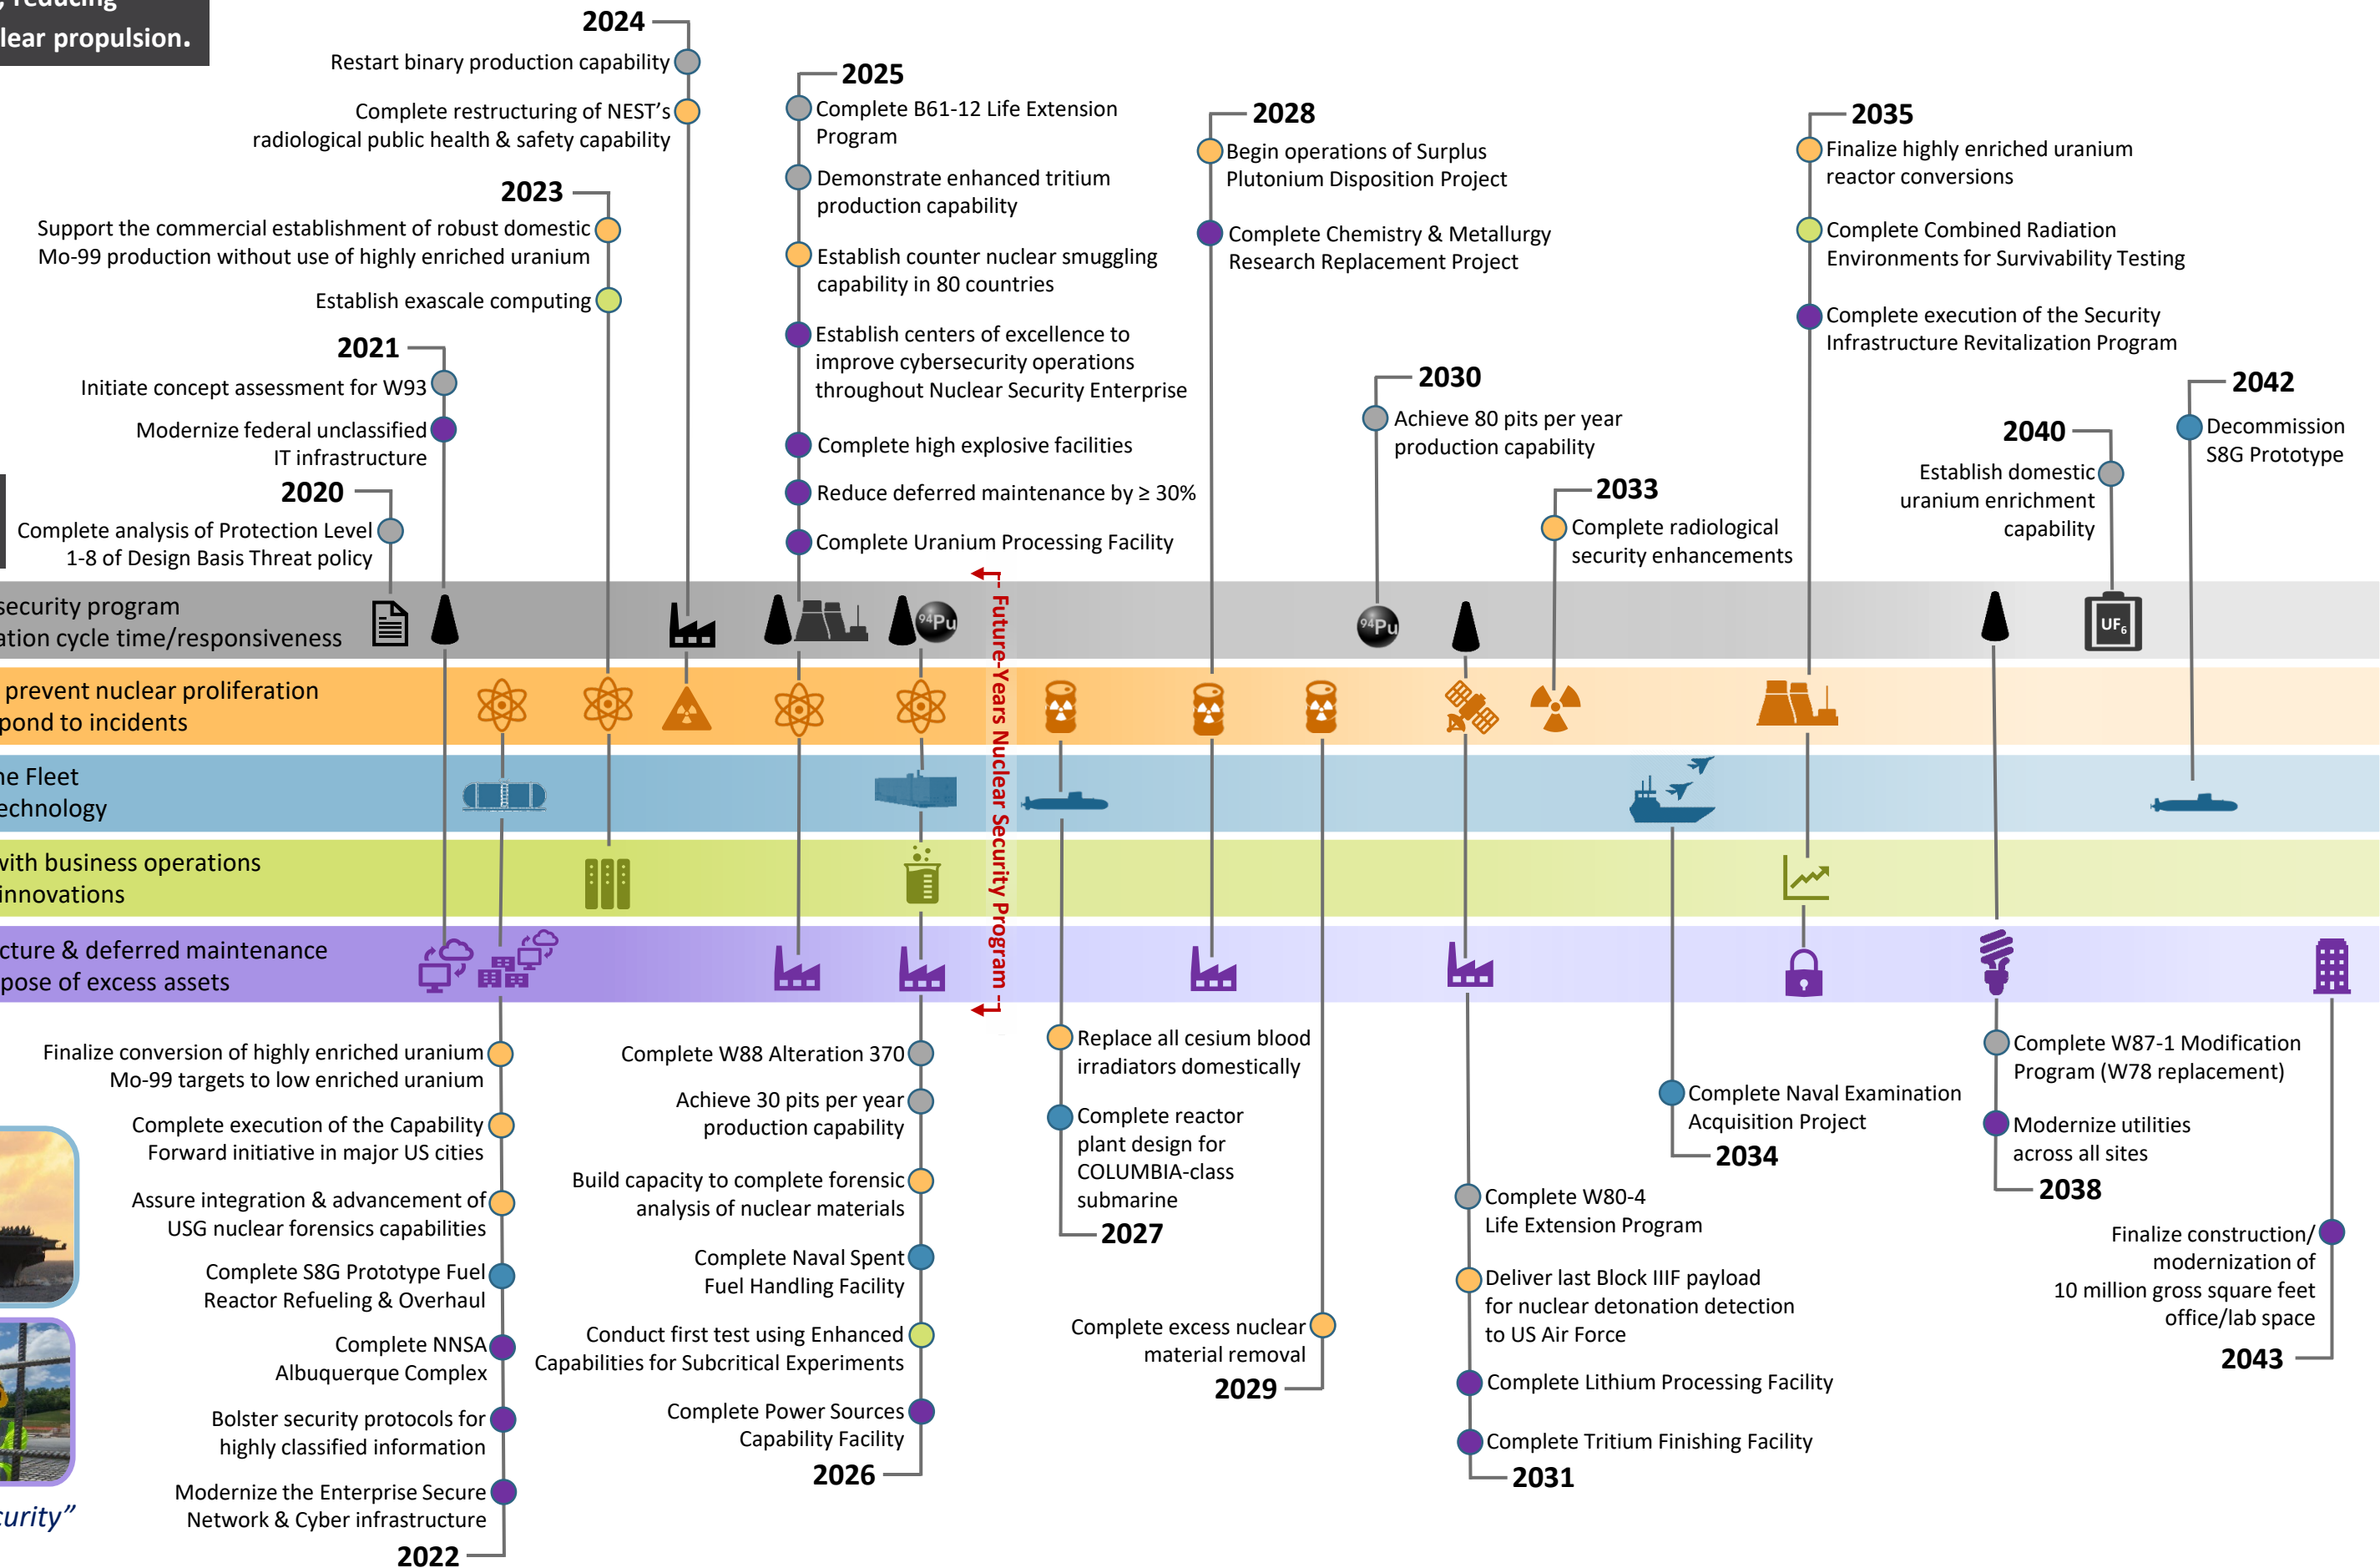 , reducing
lear propulsion.
2024
Restart binary production capability
Complete restructuring of NEST's
radiological public health & safety capability
2023
Support the commercial establishment of robust domestic
Mo-99 production without use of highly enriched uranium
Establish exascale computing
2021
Initiate concept assessment for W93
Modernize federal unclassified
IT infrastructure
2020
Complete analysis of Protection Level
1-8 of Design Basis Threat policy
2025
Complete B61-12 Life Extension
Program
Demonstrate enhanced tritium
production capability
Establish counter nuclear smuggling
capability in 80 countries
Establish centers of excellence to
improve cybersecurity operations
throughout Nuclear Security Enterprise
Complete high explosive facilities
Reduce deferred maintenance by ≥ 30%
Complete Uranium Processing Facility
2028
Begin operations of Surplus
Plutonium Disposition Project
Complete Chemistry & Metallurgy
Research Replacement Project
2030
Achieve 80 pits per year
production capability
2033
Complete radiological
security enhancements
2035
Finalize highly enriched uranium
reactor conversions
Complete Combined Radiation
Environments for Survivability Testing
Complete execution of the Security
Infrastructure Revitalization Program
2040
Establish domestic
uranium enrichment
capability
2042
Decommission
S8G Prototype
security program
ation cycle time/responsiveness
94Pu
94Pu
UF6
prevent nuclear proliferation
pond to incidents
ne Fleet
echnology
with business operations
innovations
cture & deferred maintenance
pose of excess assets
Future-Years Nuclear Security Program
Finalize conversion of highly enriched uranium
Mo-99 targets to low enriched uranium
Complete execution of the Capability
Forward initiative in major US cities
Assure integration & advancement of
USG nuclear forensics capabilities
Complete S8G Prototype Fuel
Reactor Refueling & Overhaul
Complete NNSA
Albuquerque Complex
Bolster security protocols for
highly classified information
Modernize the Enterprise Secure
Network & Cyber infrastructure
2022
curity”
Complete W88 Alteration 370
Achieve 30 pits per year
production capability
Build capacity to complete forensic
analysis of nuclear materials
Complete Naval Spent
Fuel Handling Facility
Conduct first test using Enhanced
Capabilities for Subcritical Experiments
Complete Power Sources
Capability Facility
2026
Replace all cesium blood
irradiators domestically
Complete reactor
plant design for
COLUMBIA-class
submarine
2027
Complete excess nuclear
material removal
2029
Complete W80-4
Life Extension Program
Deliver last Block IIIF payload
for nuclear detonation detection
to US Air Force
Complete Lithium Processing Facility
Complete Tritium Finishing Facility
2031
Complete Naval Examination
Acquisition Project
2034
Complete W87-1 Modification
Program (W78 replacement)
Modernize utilities
across all sites
2038
Finalize construction/
modernization of
10 million gross square feet
office/lab space
2043